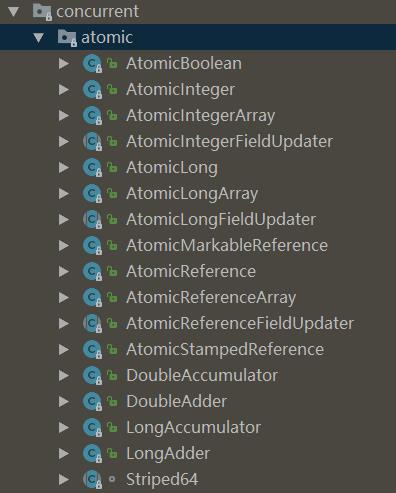 concurrent
atomic
AtomicBoolean
AtomicInteger
AtomicIntegerArray
AtomicIntegerFieldUpdater
AtomicLong
AtomicLongArray
AtomicLongFieldUpdater
AtomicMarkableReference
AtomicReference
AtomicReferenceArray
AtomicReferenceFieldUpdater
AtomicStampedReference
DoubleAccumulator
DoubleAdder
LongAccumulator
LongAdder
Striped64